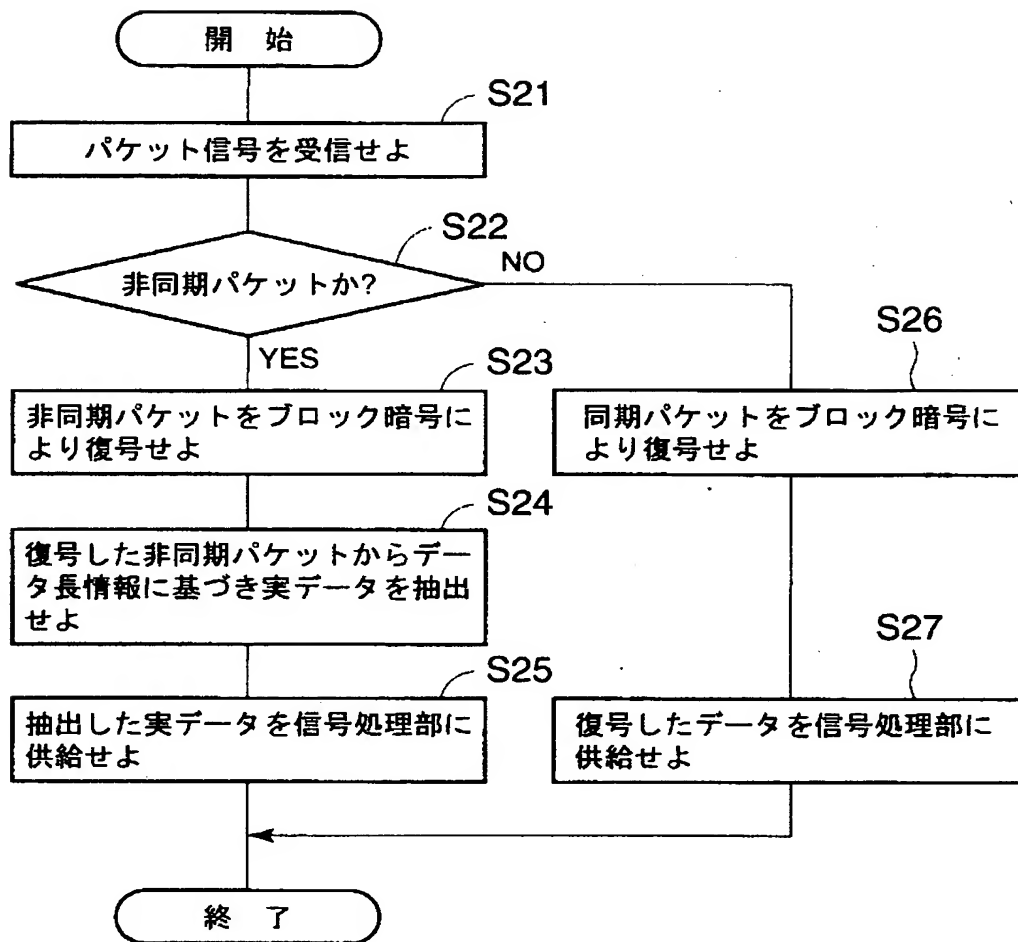 開 始
S21
パケット信号を受信せよ
S22
非同期パケットか?
NO
YES
S23
非同期パケットをブロック暗号に
より復号せよ
S24
復号した非同期パケットからデー
タ長情報に基づき実データを抽出
せよ
S25
抽出した実データを信号処理部に
供給せよ
S26
同期パケットをブロック暗号に
より復号せよ
S27
復号したデータを信号処理部に
供給せよ
終 了